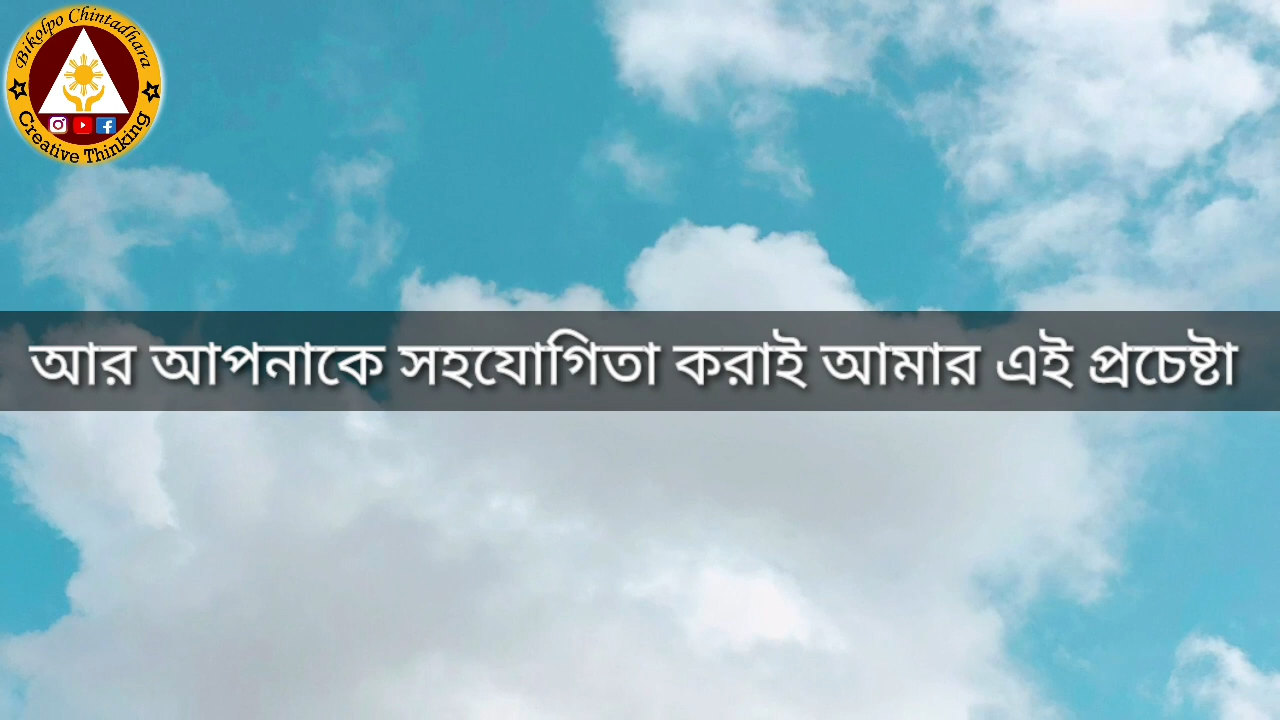 Bikolpo Chintadhara
Creative Thinking
আর আপনাকে সহযোগিতা করাই আমার এই প্রচেষ্টা